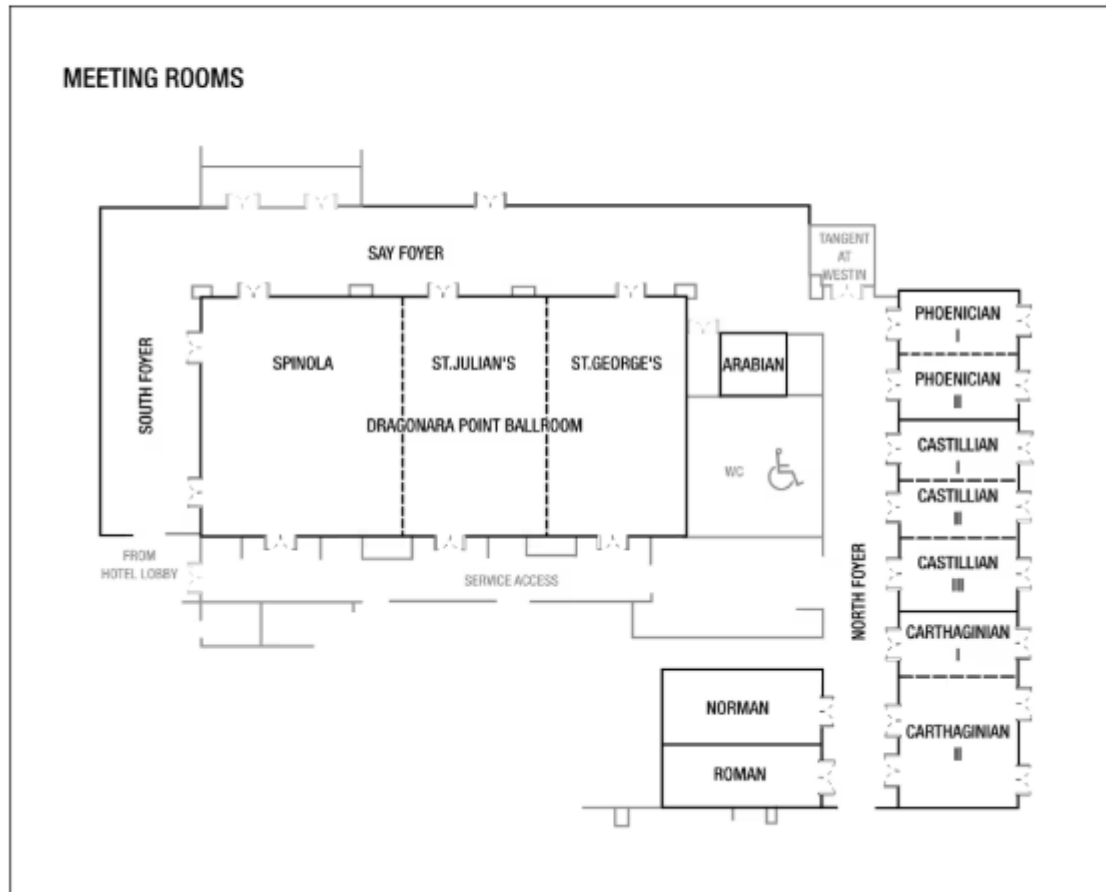 MEETING ROOMS
SAY FOYER
TANGENT
AT
WESTIN
SOUTH FOYER
SPINOLA
ST.JULIAN'S
ST.GEORGE'S
DRAGONARA POINT BALLROOM
ARABIAN
WC
PHOENICIAN
I
PHOENICIAN
II
CASTILLIAN
I
CASTILLIAN
II
CASTILLIAN
III
CARTHAGINIAN
I
CARTHAGINIAN
II
NORTH FOYER
FROM
HOTEL LOBBY
SERVICE ACCESS
NORMAN
ROMAN